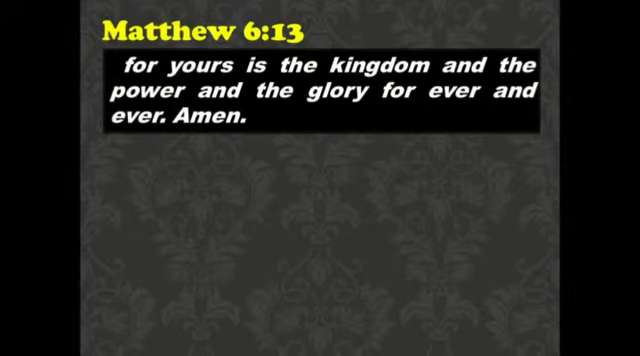 Matthew 6:13
for yours is the kingdom and the
power and the glory for ever and
ever. Amen.